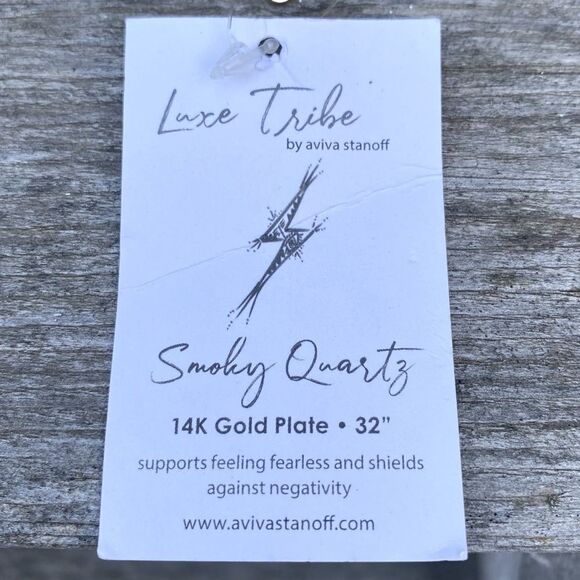 Luxe Tribe
by aviva stanoff
Smoky Quartz
14K Gold Plate • 32”
supports feeling fearless and shields
against negativity
www.avivastanoff.com